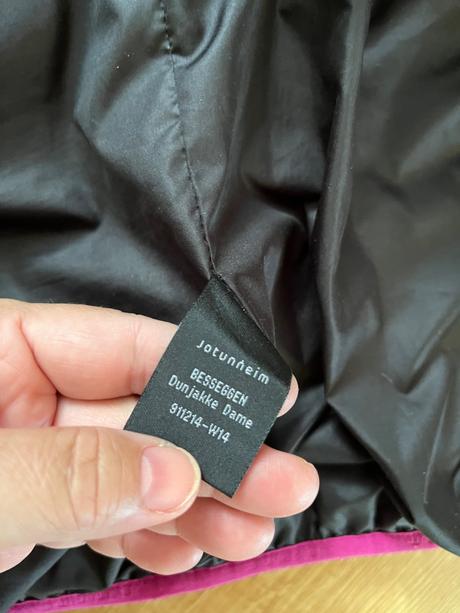 Jotunheim
BESSEGGEN
Dunjakke Dame
911214-W14